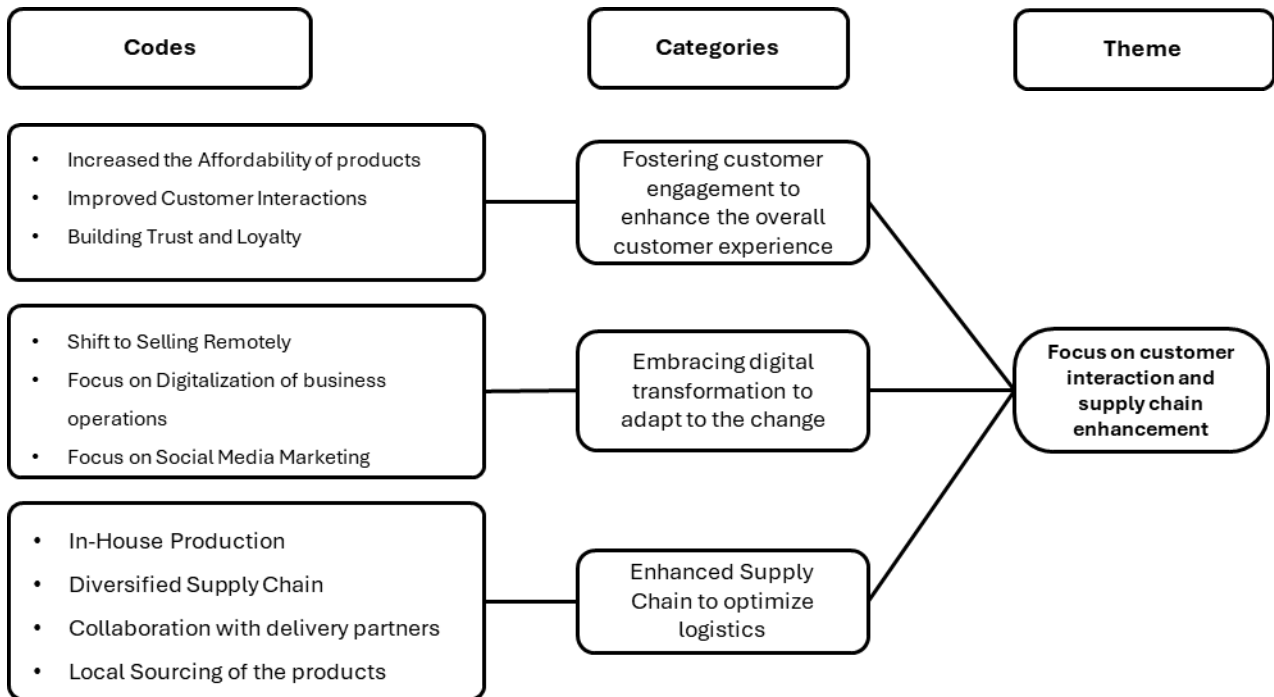 Codes
Categories
Theme
• Increased the Affordability of products
• Improved Customer Interactions
• Building Trust and Loyalty
Fostering customer
engagement to
enhance the overall
customer experience
• Shift to Selling Remotely
• Focus on Digitalization of business
operations
• Focus on Social Media Marketing
Embracing digital
transformation to
adapt to the change
• In-House Production
• Diversified Supply Chain
• Collaboration with delivery partners
• Local Sourcing of the products
Enhanced Supply
Chain to optimize
logistics
Focus on customer
interaction and
supply chain
enhancement